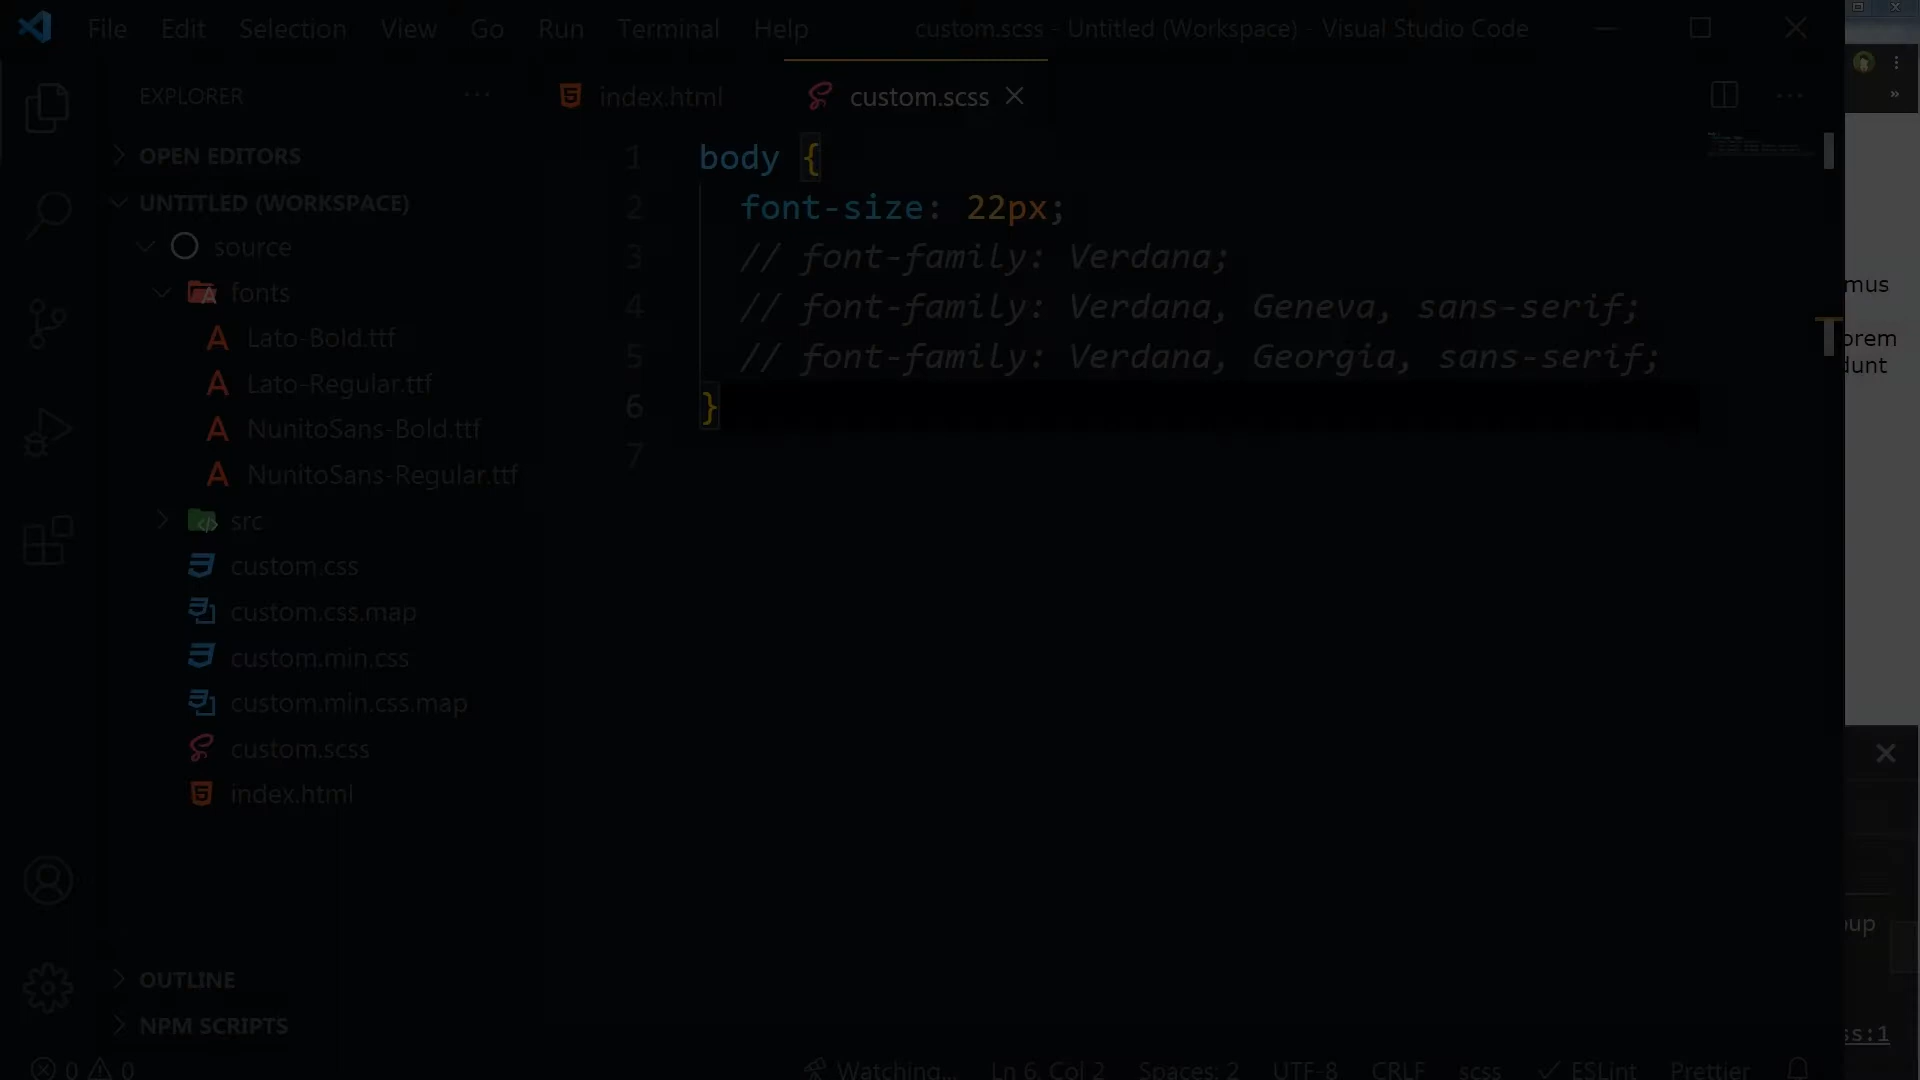 File Edit Selection View Go Run Terminal Help custom.scss - Untitled (Workspace) - Visual Studio Code
EXPLORER
index.html custom.scss
OPEN EDITORS
UNTITLED (WORKSPACE)
source
fonts
Lato-Bold.ttf
Lato-Regular.ttf
NunitoSans-Bold.ttf
NunitoSans-Regular.ttf
src
custom.css
custom.css.map
custom.min.css
custom.min.css.map
custom.scss
index.html
OUTLINE
NPM SCRIPTS
1 body {
2 font-size: 22px;
3 // font-family: Verdana;
4 // font-family: Verdana, Geneva, sans-serif;
5 // font-family: Verdana, Georgia, sans-serif;
6 }
7
mus
orem
dunt
oup
ss:1
0 0 Watching... Ln 6, Col 2 Spaces: 2 UTF-8 CRLF scss ESLint Prettier